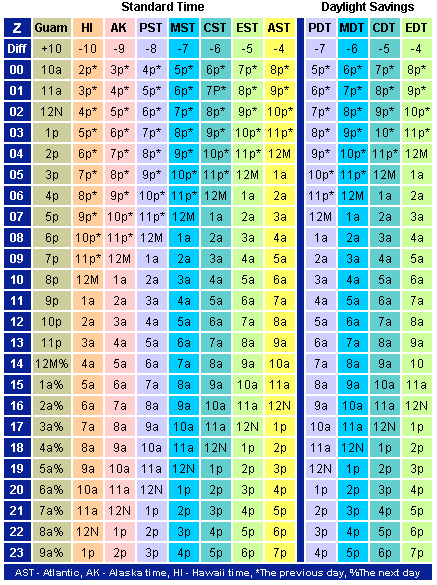 Standard Time Daylight Savings
Z Guam HI AK PST MST CST EST AST PDT MDT CDT EDT
Diff +10 -10 -9 -8 -7 -6 -5 -4 -7 -6 -5 -4
00 10a 2p* 3p* 4p* 5p* 6p* 7p* 8p* 5p* 6p* 7p* 8p*
01 11a 3p* 4p* 5p* 6p* 7P* 8p* 9p* 6p* 7p* 8p* 9p*
02 12N 4p* 5p* 6p* 7p* 8p* 9p* 10p* 7p* 8p* 9p* 10p*
03 1p 5p* 6p* 7p* 8p* 9p* 10p* 11p* 8p* 9p* 10* 11p*
04 2p 6p* 7p* 8p* 9p* 10p* 11p* 12M 9p* 10p* 11p* 12M
05 3p 7p* 8p* 9p* 10p* 11p* 12M 1a 10p* 11p* 12M 1a
06 4p 8p* 9p* 10p* 11p* 12M 1a 2a 11p* 12M 1a 2a
07 5p 9p* 10p* 11p* 12M 1a 2a 3a 12M 1a 2a 3a
08 6p 10p* 11p* 12M 1a 2a 3a 4a 1a 2a 3a 4a
09 7p 11p* 12M 1a 2a 3a 4a 5a 2a 3a 4a 5a
10 8p 12M 1a 2a 3a 4a 5a 6a 3a 4a 5a 6a
11 9p 1a 2a 3a 4a 5a 6a 7a 4a 5a 6a 7a
12 10p 2a 3a 4a 5a 6a 7a 8a 5a 6a 7a 8a
13 11p 3a 4a 5a 6a 7a 8a 9a 6a 7a 8a 9a
14 12M% 4a 5a 6a 7a 8a 9a 10a 7a 8a 9a 10
15 1a% 5a 6a 7a 8a 9a 10a 11a 8a 9a 10a 11a
16 2a% 6a 7a 8a 9a 10a 11a 12N 9a 10a 11a 12N
17 3a% 7a 8a 9a 10a 11a 12N 1p 10a 11a 12N 1p
18 4a% 8a 9a 10a 11a 12N 1p 2p 11a 12N 1p 2p
19 5a% 9a 10a 11a 12N 1p 2p 3p 12N 1p 2p 3p
20 6a% 10a 11a 12N 1p 2p 3p 4p 1p 2p 3p 4p
21 7a% 11a 12N 1p 2p 3p 4p 5p 2p 3p 4p 5p
22 8a% 12N 1p 2p 3p 4p 5p 6p 3p 4p 5p 6p
23 9a% 1p 2p 3p 4p 5p 6p 7p 4p 5p 6p 7p
AST - Atlantic, AK - Alaska time, HI - Hawaii time, *The previous day, %The next day